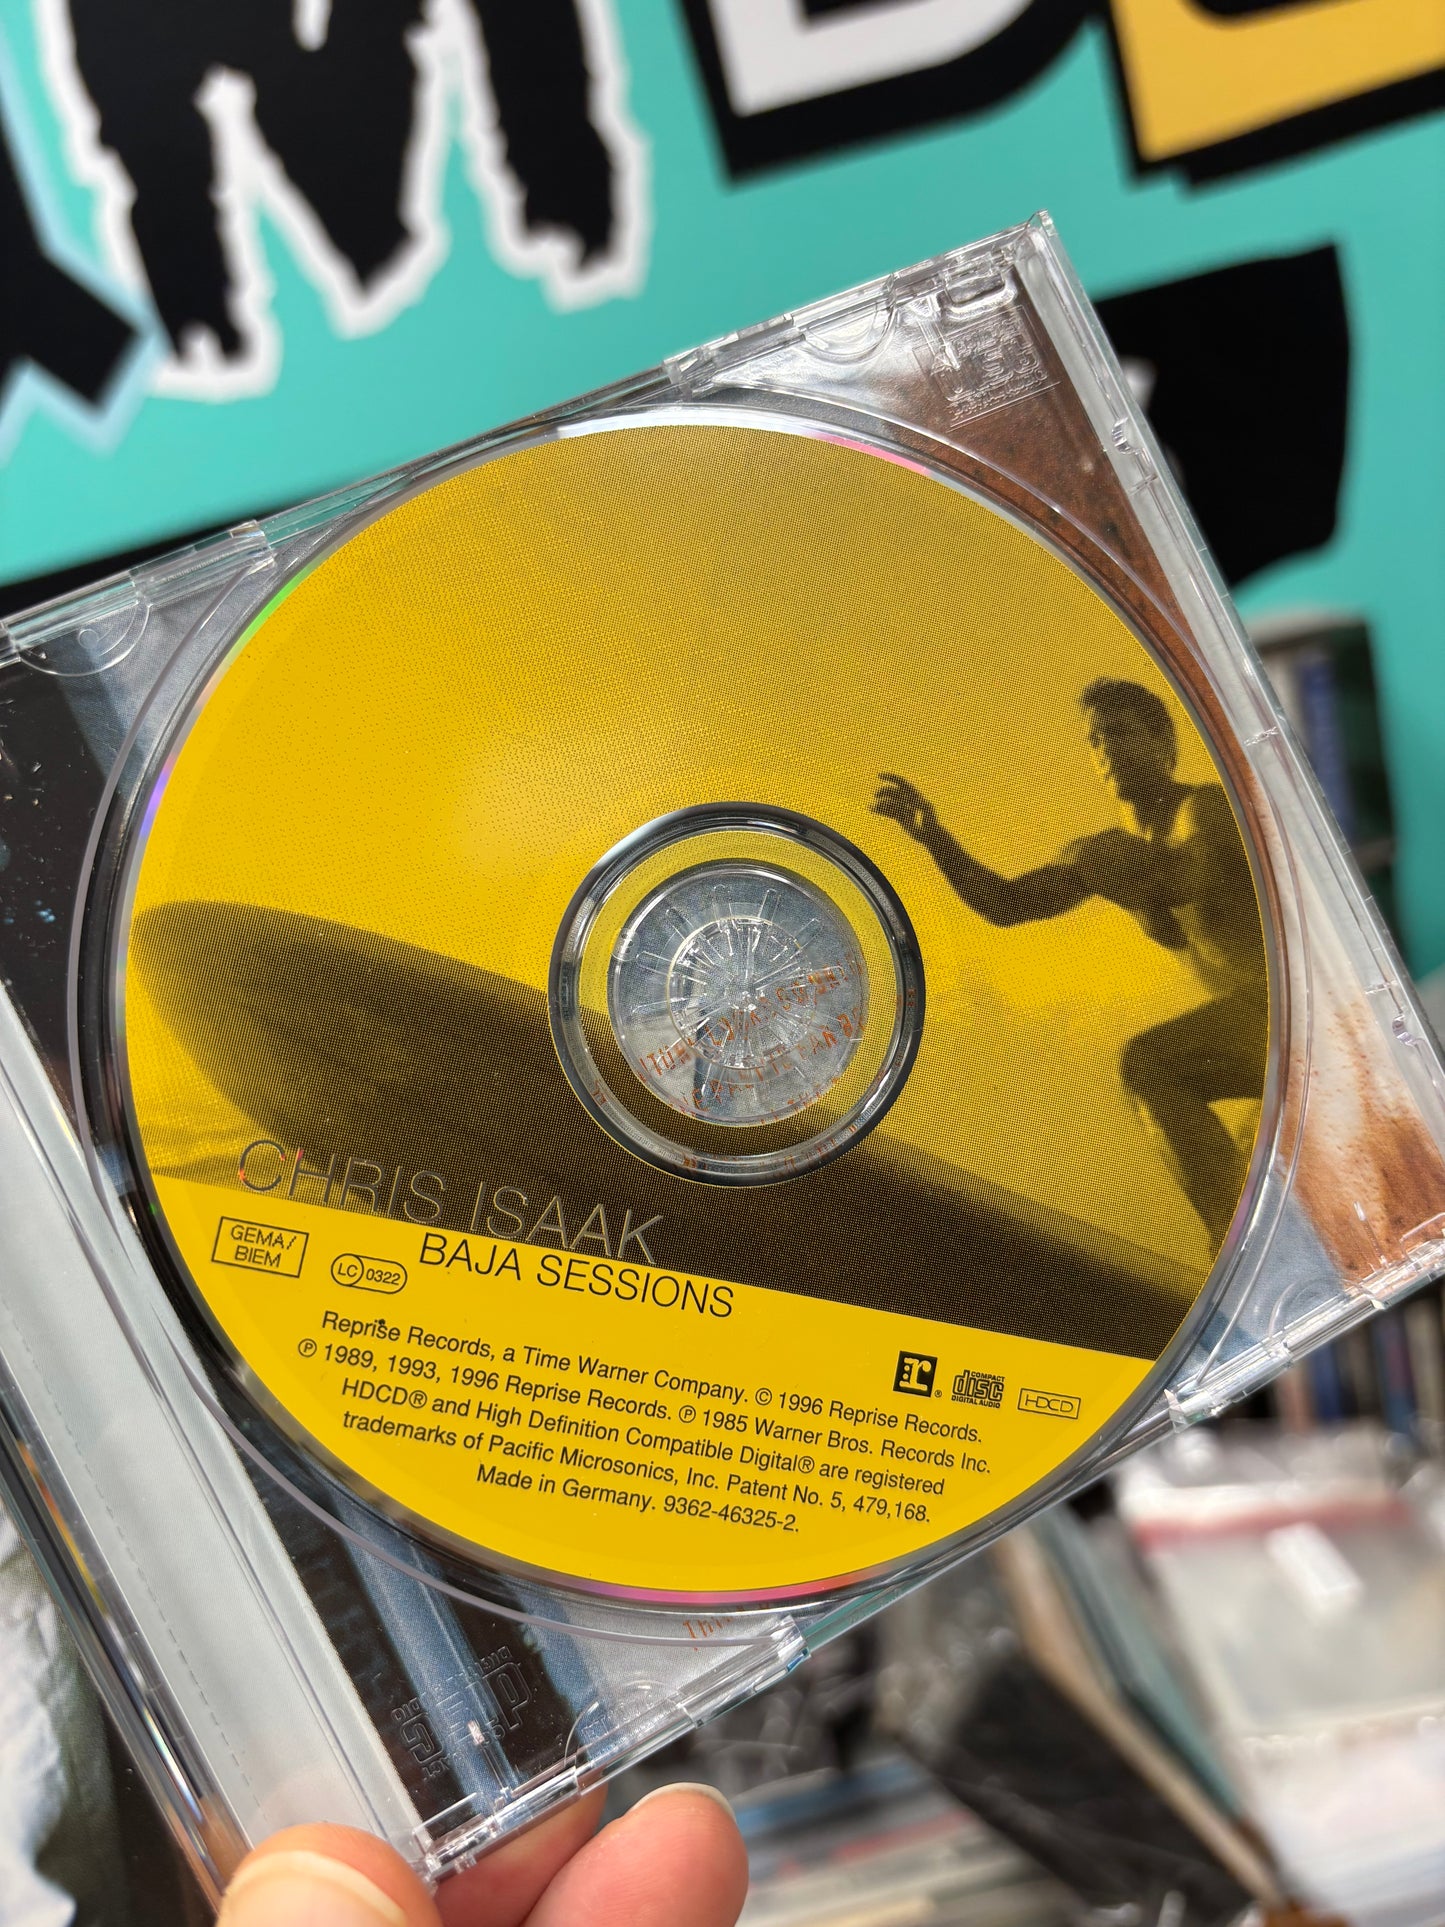 CHRIS ISAAK
BAJA SESSIONS
GEMA/
BIEM
LC 0322
r®
COMPACT
disc
DIGITAL AUDIO
HDCD
Reprise Records, a Time Warner Company. © 1996 Reprise Records.
℗ 1989, 1993, 1996 Reprise Records. ℗ 1985 Warner Bros. Records Inc.
HDCD® and High Definition Compatible Digital® are registered
trademarks of Pacific Microsonics, Inc. Patent No. 5, 479,168.
Made in Germany. 9362-46325-2.